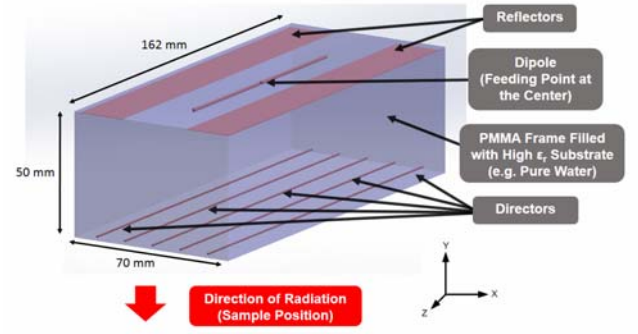 Reflectors
162 mm
Dipole
(Feeding Point at
the Center)
PMMA Frame Filled
with High εr Substrate
(e.g. Pure Water)
50 mm
Directors
70 mm
Y
X
Z
Direction of Radiation
(Sample Position)